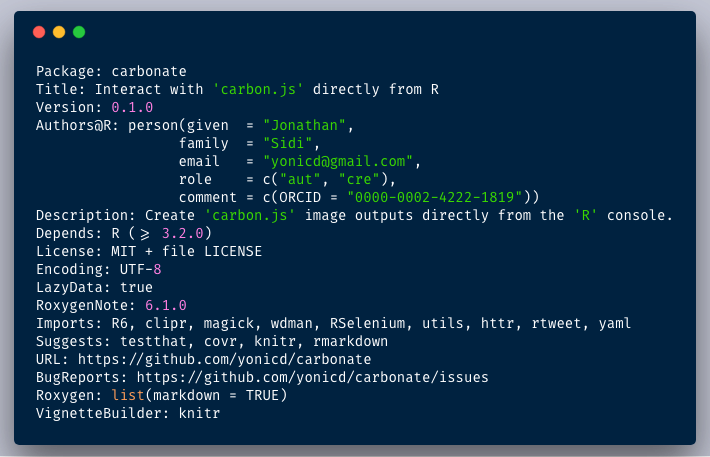 Package: carbonate
Title: Interact with 'carbon.js' directly from R
Version: 0.1.0
Authors@R: person(given  = "Jonathan",
                 family  = "Sidi",
                 email   = "yonicd@gmail.com",
                 role    = c("aut", "cre"),
                 comment = c(ORCID = "0000-0002-4222-1819"))
Description: Create 'carbon.js' image outputs directly from the 'R' console.
Depends: R (>= 3.2.0)
License: MIT + file LICENSE
Encoding: UTF-8
LazyData: true
RoxygenNote: 6.1.0
Imports: R6, clipr, magick, wdman, RSelenium, utils, httr, rtweet, yaml
Suggests: testthat, covr, knitr, rmarkdown
URL: https://github.com/yonicd/carbonate
BugReports: https://github.com/yonicd/carbonate/issues
Roxygen: list(markdown = TRUE)
VignetteBuilder: knitr